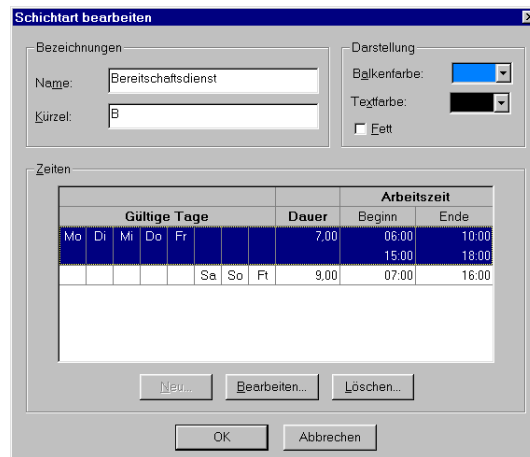 Schichtart bearbeiten
Bezeichnungen
Name: Bereitschaftsdienst
Kürzel: B
Darstellung
Balkenfarbe:
Textfarbe:
Fett
Zeiten
Arbeitszeit
Gültige Tage Dauer Beginn Ende
Mo Di Mi Do Fr 7,00 06:00 10:00
15:00 18:00
Sa So Ft 9,00 07:00 16:00
Neu... Bearbeiten... Löschen...
OK Abbrechen